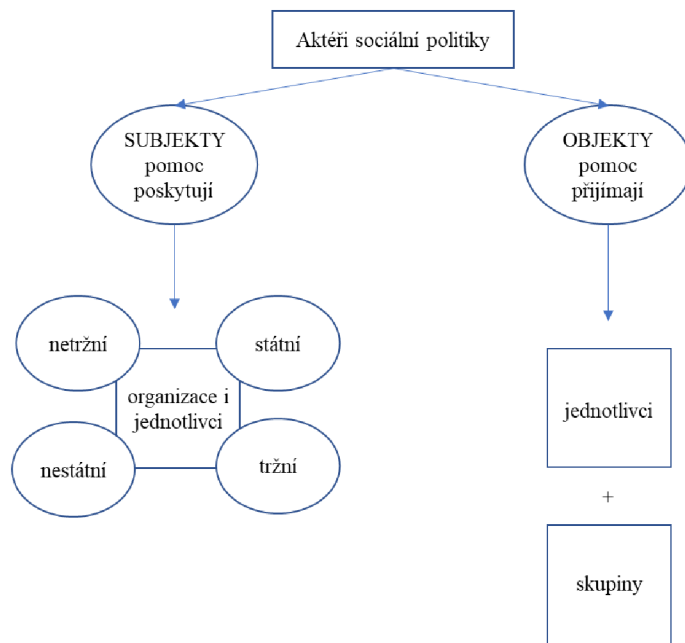 Aktéři sociální politiky
SUBJEKTY
pomoc
poskytují
OBJEKTY
pomoc
přijímají
netržní
státní
organizace i
jednotlivci
nestátní
tržní
jednotlivci
+
skupiny